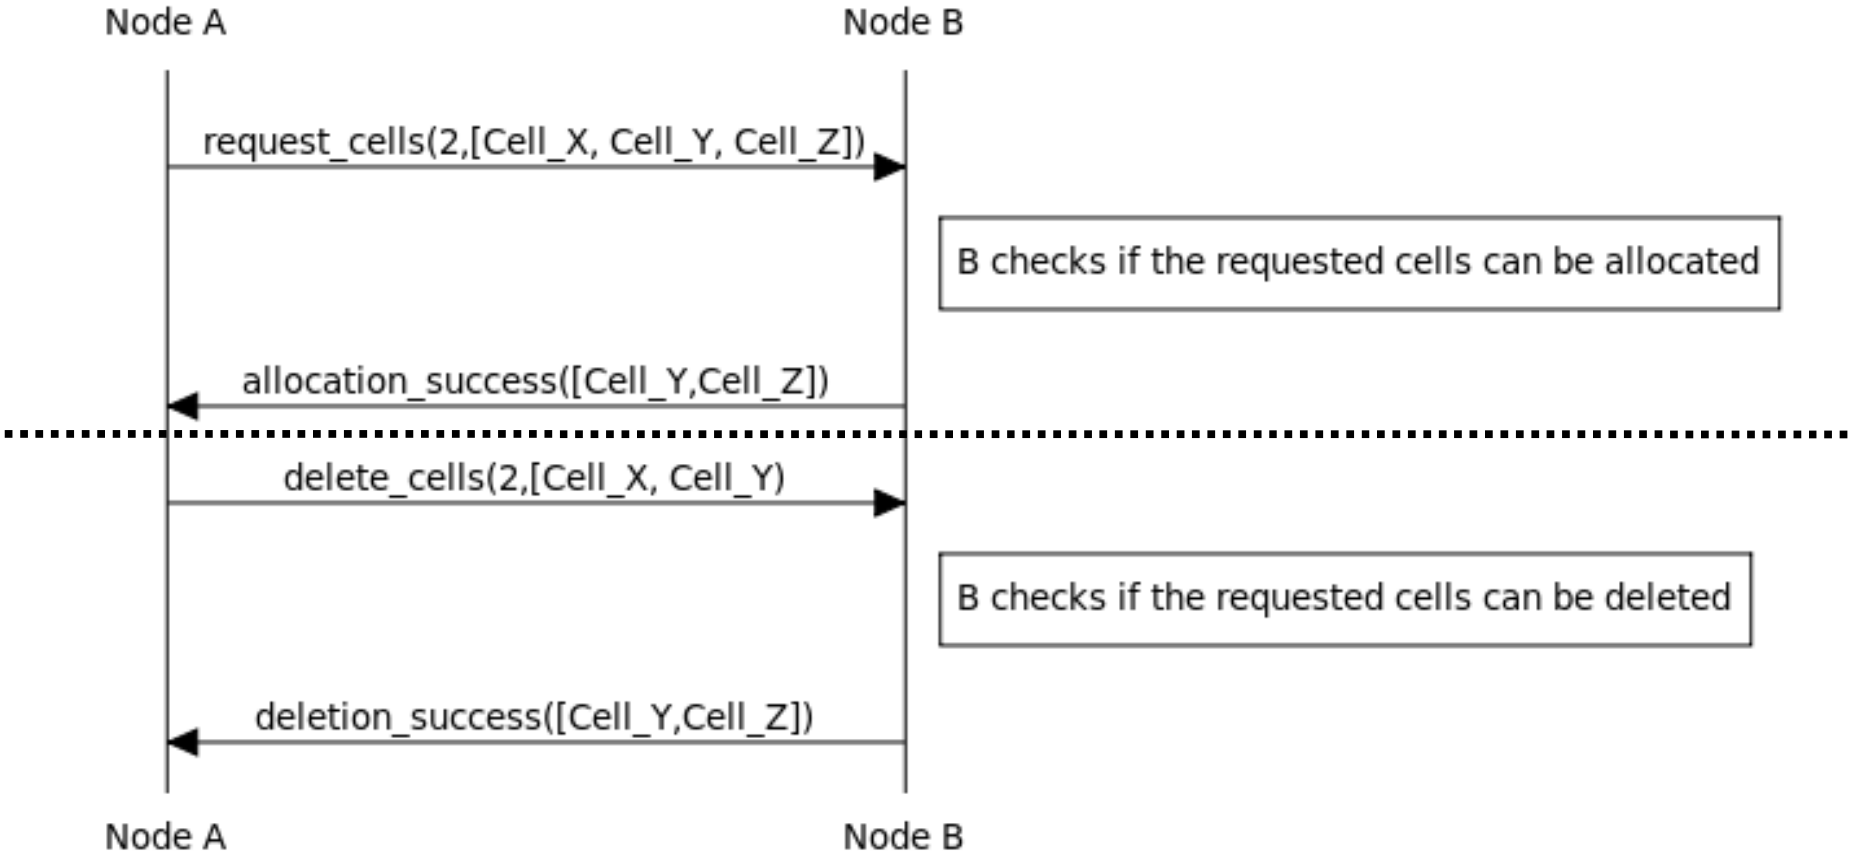 Node A
Node B
request_cells(2,[Cell_X, Cell_Y, Cell_Z])
B checks if the requested cells can be allocated
allocation_success([Cell_Y,Cell_Z])
delete_cells(2,[Cell_X, Cell_Y)
B checks if the requested cells can be deleted
deletion_success([Cell_Y,Cell_Z])
Node A
Node B